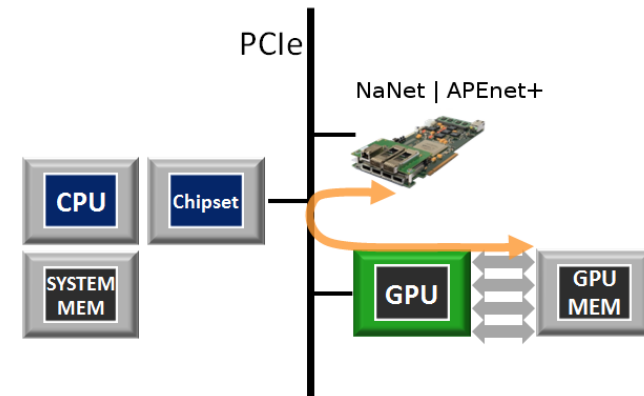 PCIe
NaNet | APEnet+
CPU
Chipset
SYSTEM
MEM
GPU
GPU
MEM